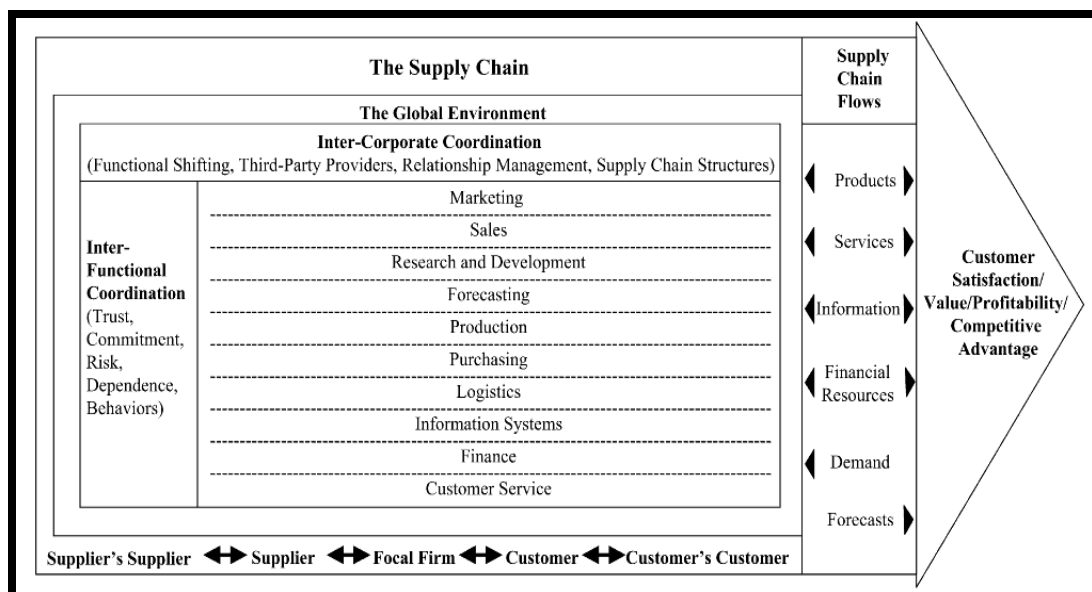 The Supply Chain
The Global Environment
Inter-Corporate Coordination
(Functional Shifting, Third-Party Providers, Relationship Management, Supply Chain Structures)
Inter-
Functional
Coordination
(Trust,
Commitment,
Risk,
Dependence,
Behaviors)
Marketing
Sales
Research and Development
Forecasting
Production
Purchasing
Logistics
Information Systems
Finance
Customer Service
Supplier's Supplier Supplier Focal Firm Customer Customer's Customer
Supply
Chain
Flows
Products
Services
Information
Financial
Resources
Demand
Forecasts
Customer
Satisfaction/
Value/Profitability/
Competitive
Advantage